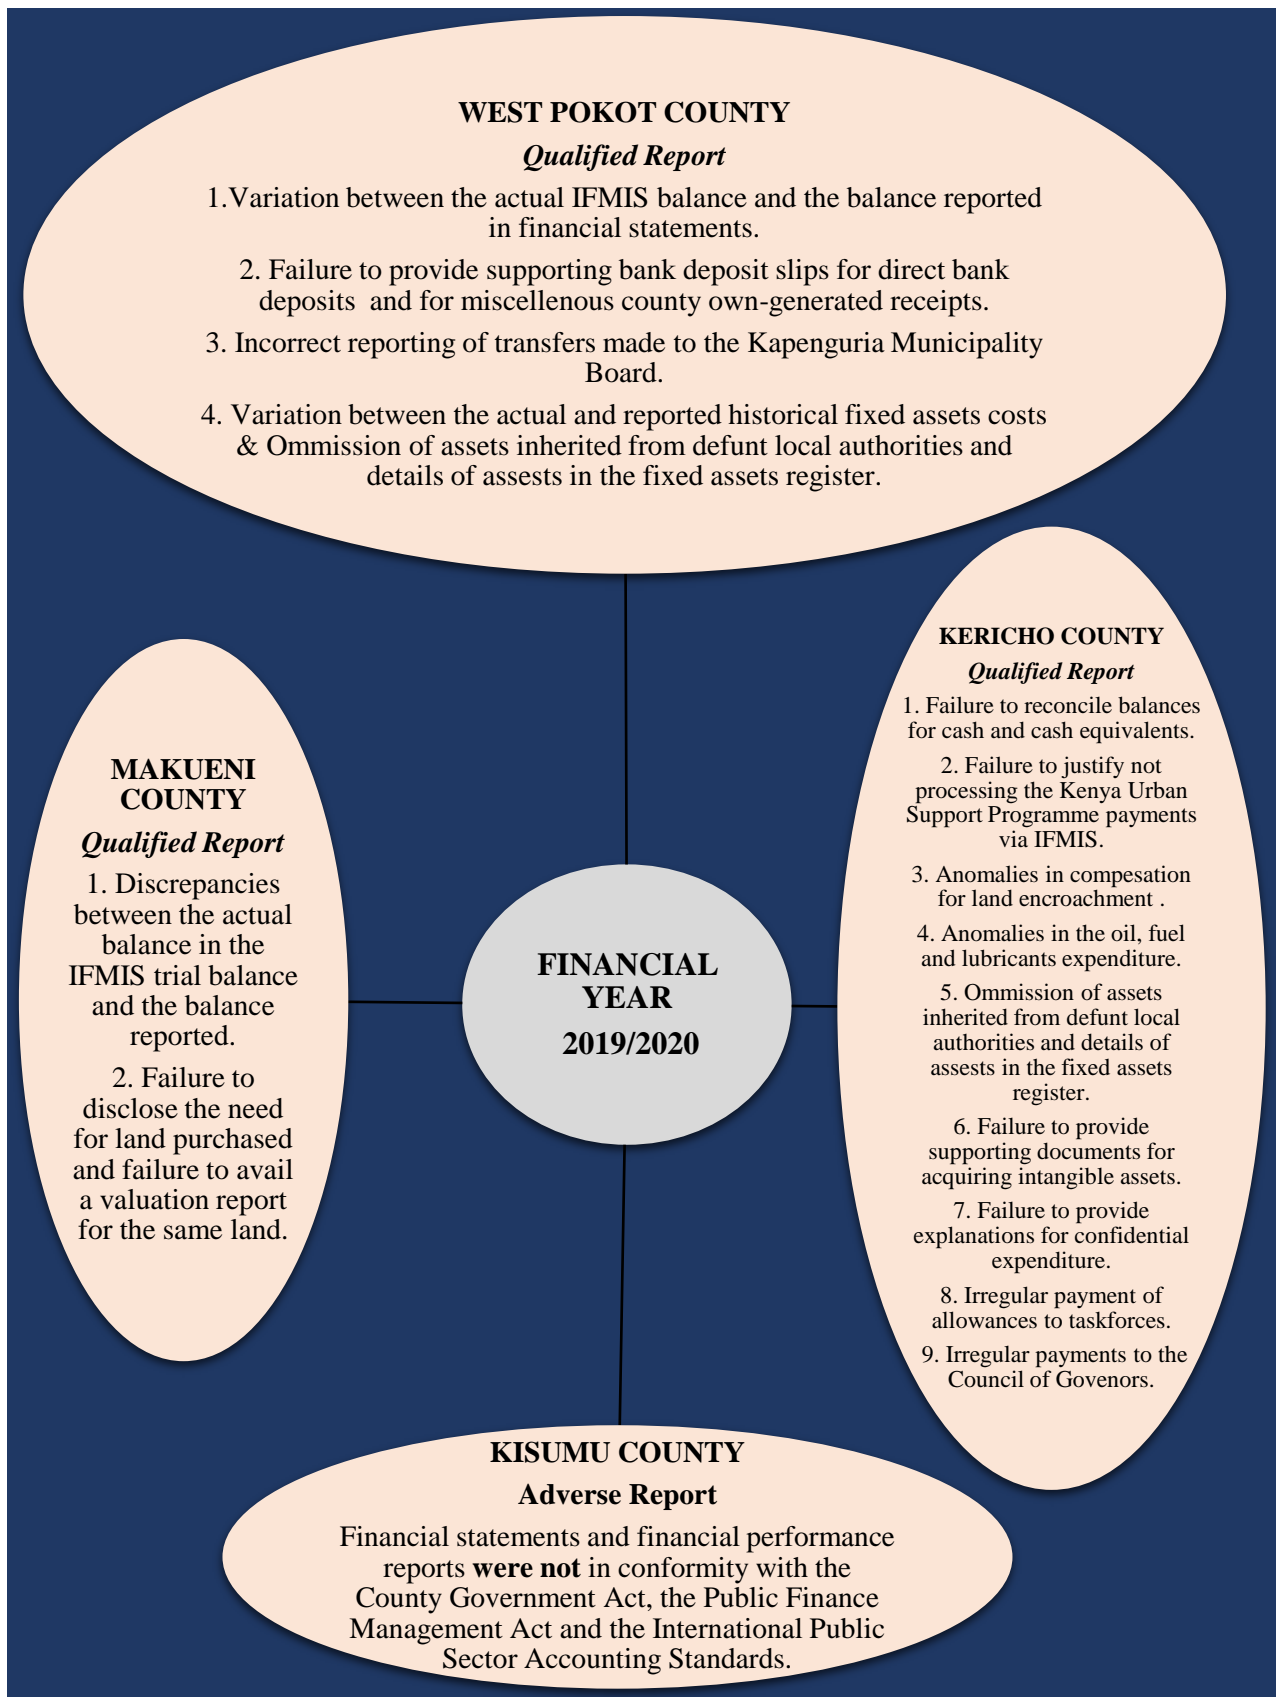 WEST POKOT COUNTY
Qualified Report
1.Variation between the actual IFMIS balance and the balance reported
in financial statements.
2. Failure to provide supporting bank deposit slips for direct bank
deposits and for miscellenous county own-generated receipts.
3. Incorrect reporting of transfers made to the Kapenguria Municipality
Board.
4. Variation between the actual and reported historical fixed assets costs
& Ommission of assets inherited from defunt local authorities and
details of assests in the fixed assets register.
MAKUENI
COUNTY
Qualified Report
1. Discrepancies
between the actual
balance in the
IFMIS trial balance
and the balance
reported.
2. Failure to
disclose the need
for land purchased
and failure to avail
a valuation report
for the same land.
FINANCIAL
YEAR
2019/2020
KERICHO COUNTY
Qualified Report
1. Failure to reconcile balances
for cash and cash equivalents.
2. Failure to justify not
processing the Kenya Urban
Support Programme payments
via IFMIS.
3. Anomalies in compesation
for land encroachment .
4. Anomalies in the oil, fuel
and lubricants expenditure.
5. Ommission of assets
inherited from defunt local
authorities and details of
assests in the fixed assets
register.
6. Failure to provide
supporting documents for
acquiring intangible assets.
7. Failure to provide
explanations for confidential
expenditure.
8. Irregular payment of
allowances to taskforces.
9. Irregular payments to the
Council of Govenors.
KISUMU COUNTY
Adverse Report
Financial statements and financial performance
reports were not in conformity with the
County Government Act, the Public Finance
Management Act and the International Public
Sector Accounting Standards.